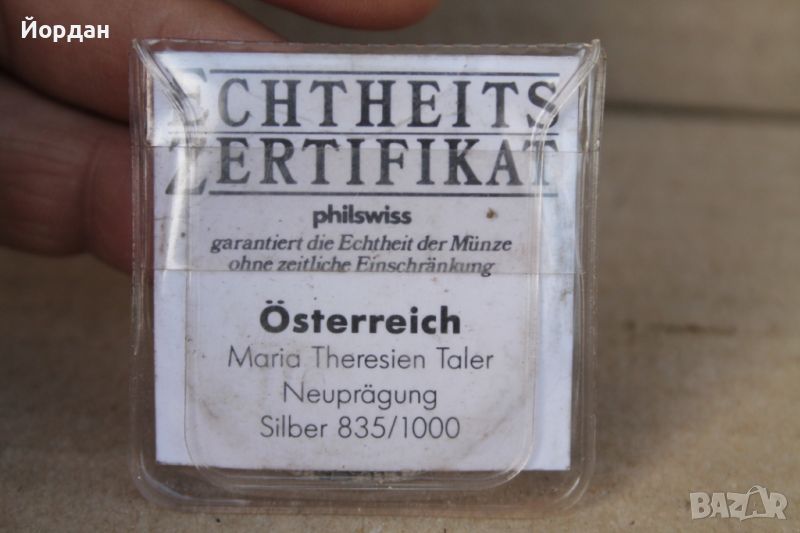 Йордан
ECHTHEITS
ZERTIFIKAT
philswiss
garantiert die Echtheit der Münze
ohne zeitliche Einschränkung
Österreich
Maria Theresien Taler
Neuprägung
Silber 835/1000
BAZAR